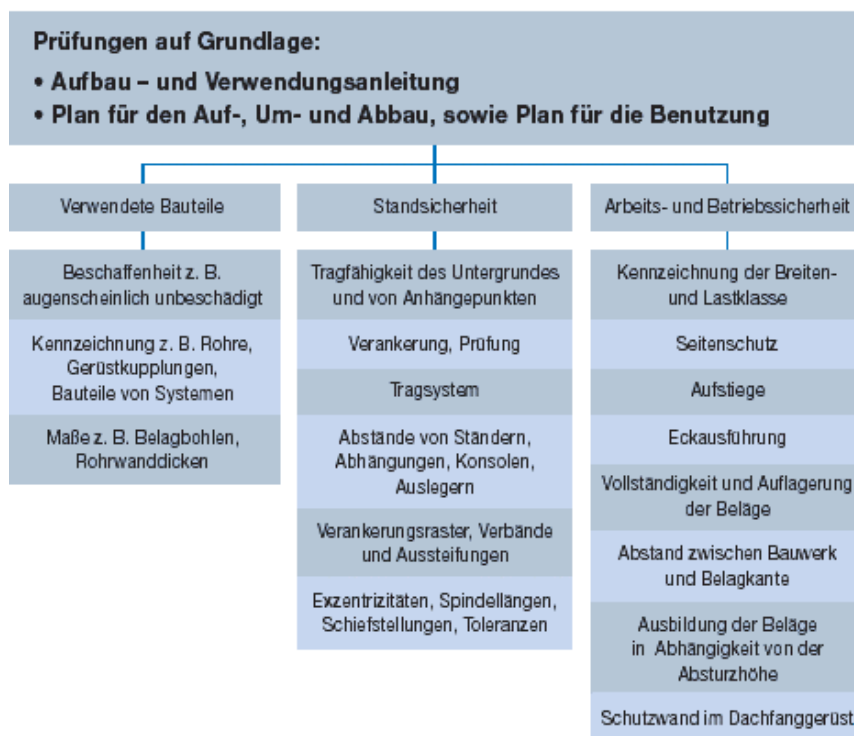 Prüfungen auf Grundlage:
• Aufbau – und Verwendungsanleitung
• Plan für den Auf-, Um- und Abbau, sowie Plan für die Benutzung
Verwendete Bauteile
Beschaffenheit z. B.
augenscheinlich unbeschädigt
Kennzeichnung z. B. Rohre,
Gerüstkupplungen,
Bauteile von Systemen
Maße z. B. Belagbohlen,
Rohrwanddicken
Standsicherheit
Tragfähigkeit des Untergrundes
und von Anhängepunkten
Verankerung, Prüfung
Tragsystem
Abstände von Ständern,
Abhängungen, Konsolen,
Auslegern
Verankerungsraster, Verbände
und Aussteifungen
Exzentrizitäten, Spindellängen,
Schiefstellungen, Toleranzen
Arbeits- und Betriebssicherheit
Kennzeichnung der Breiten-
und Lastklasse
Seitenschutz
Aufstiege
Eckausführung
Vollständigkeit und Auflagerung
der Beläge
Abstand zwischen Bauwerk
und Belagkante
Ausbildung der Beläge
in Abhängigkeit von der
Absturzhöhe
Schutzwand im Dachfanggerüst